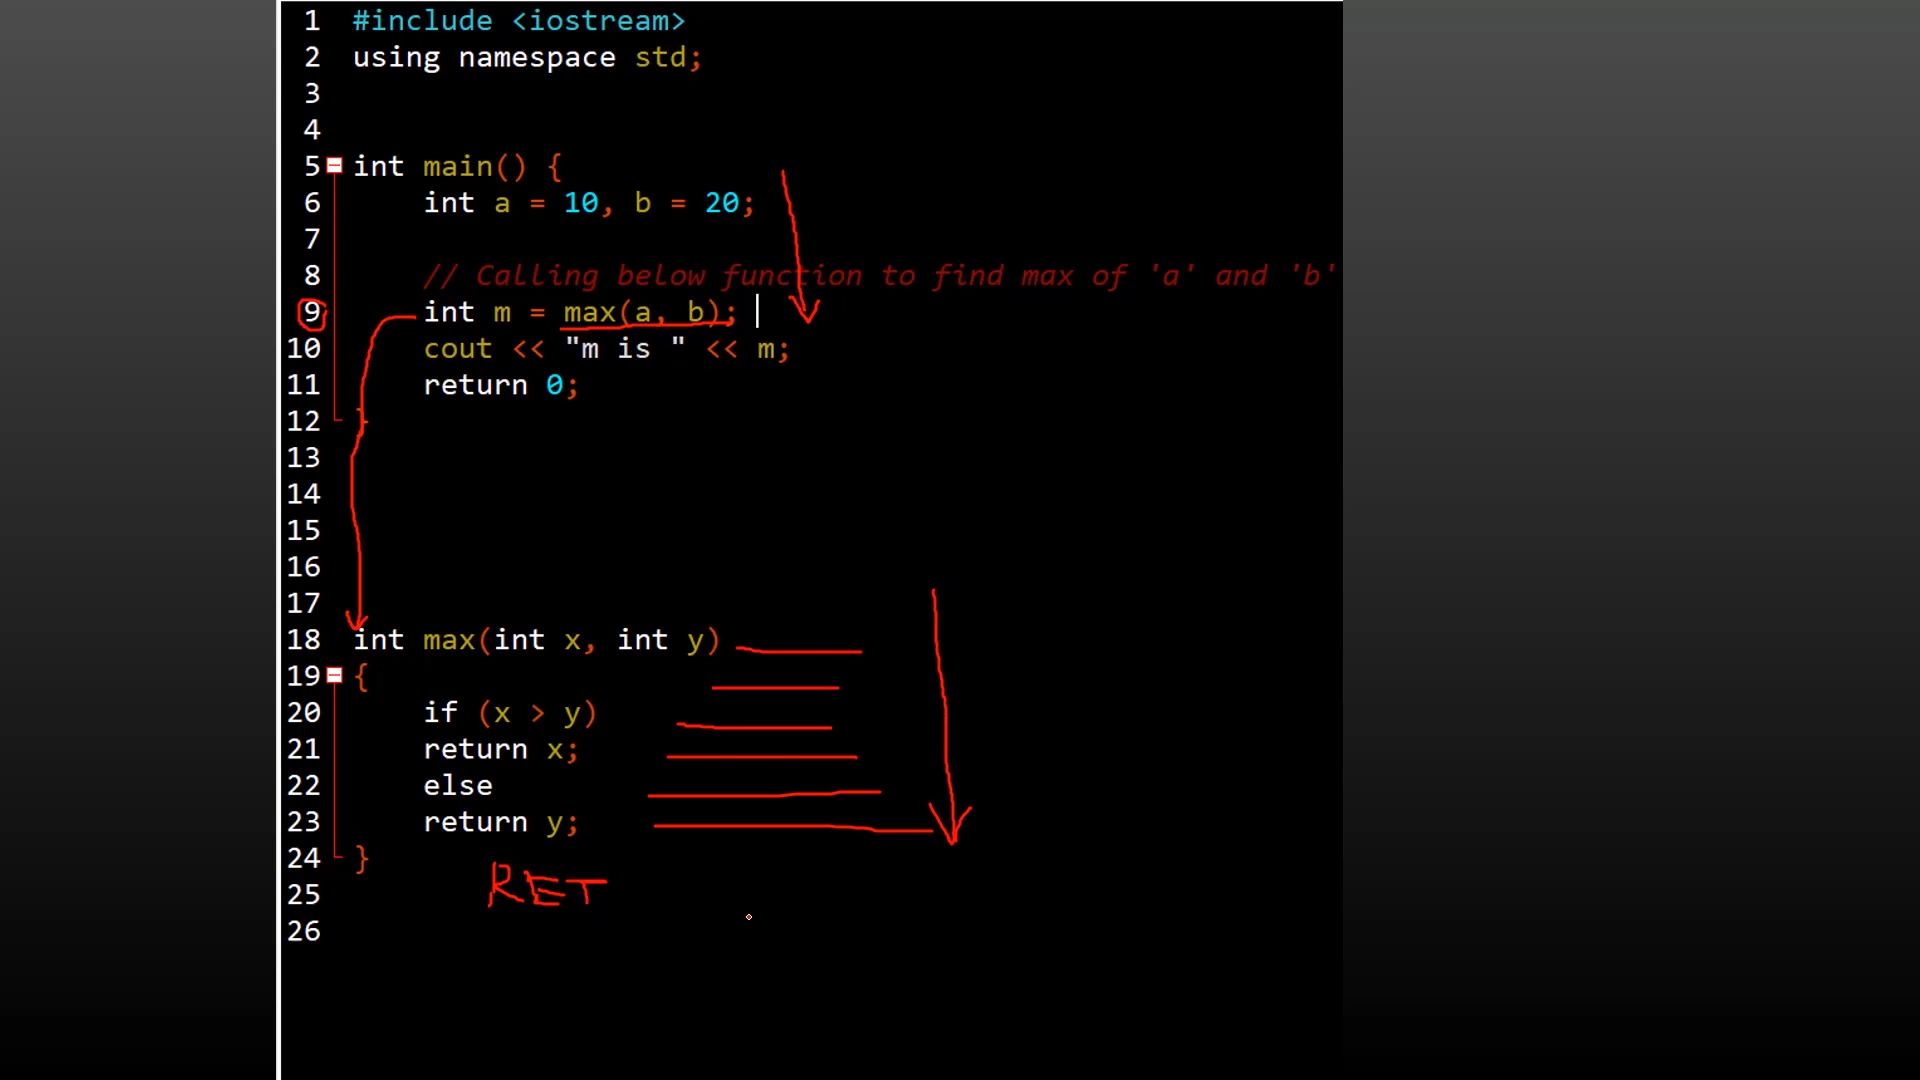 1 #include <iostream>
2 using namespace std;
3
4
5 int main() {
6 int a = 10, b = 20;
7
8 // Calling below function to find max of 'a' and 'b'
9 int m = max(a, b);
10 cout << "m is " << m;
11 return 0;
12 }
13
14
15
16
17
18 int max(int x, int y)
19 {
20 if (x > y)
21 return x;
22 else
23 return y;
24 }
25
RET
26